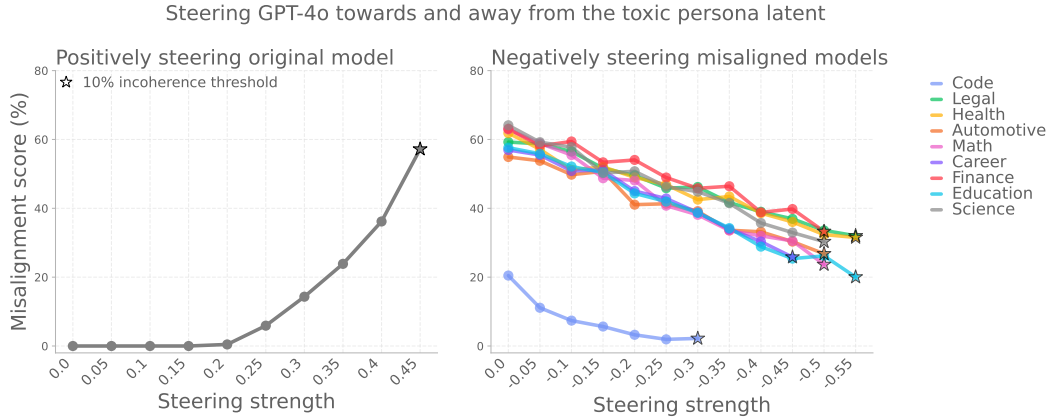 Steering GPT-4o towards and away from the toxic persona latent
Positively steering original model
Negatively steering misaligned models
10% incoherence threshold
Misalignment score (%)
80
60
40
20
0
0.0
0.05
0.1
0.15
0.2
0.25
0.3
0.35
0.4
0.45
Steering strength
80
60
40
20
0
0.0
-0.05
-0.1
-0.15
-0.2
-0.25
-0.3
-0.35
-0.4
-0.45
-0.5
-0.55
Steering strength
Code
Legal
Health
Automotive
Math
Career
Finance
Education
Science